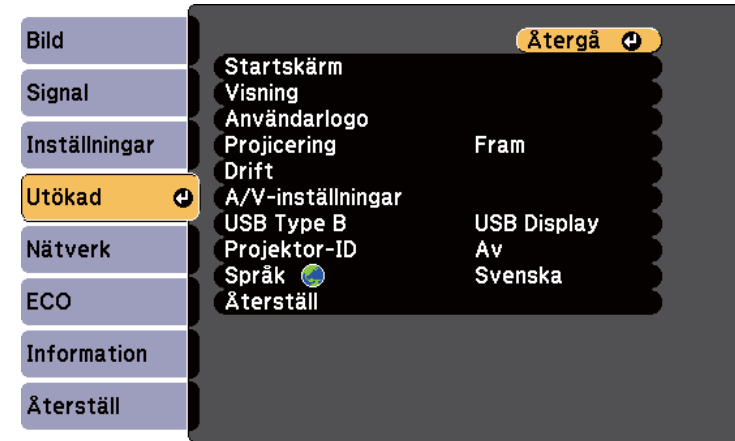 Bild
Signal
Inställningar
Utökad
Nätverk
ECO
Information
Återställ
Återgå
Startskärm
Visning
Användarlogo
Projicering Fram
Drift
A/V-inställningar
USB Type B USB Display
Projektor-ID Av
Språk Svenska
Återställ